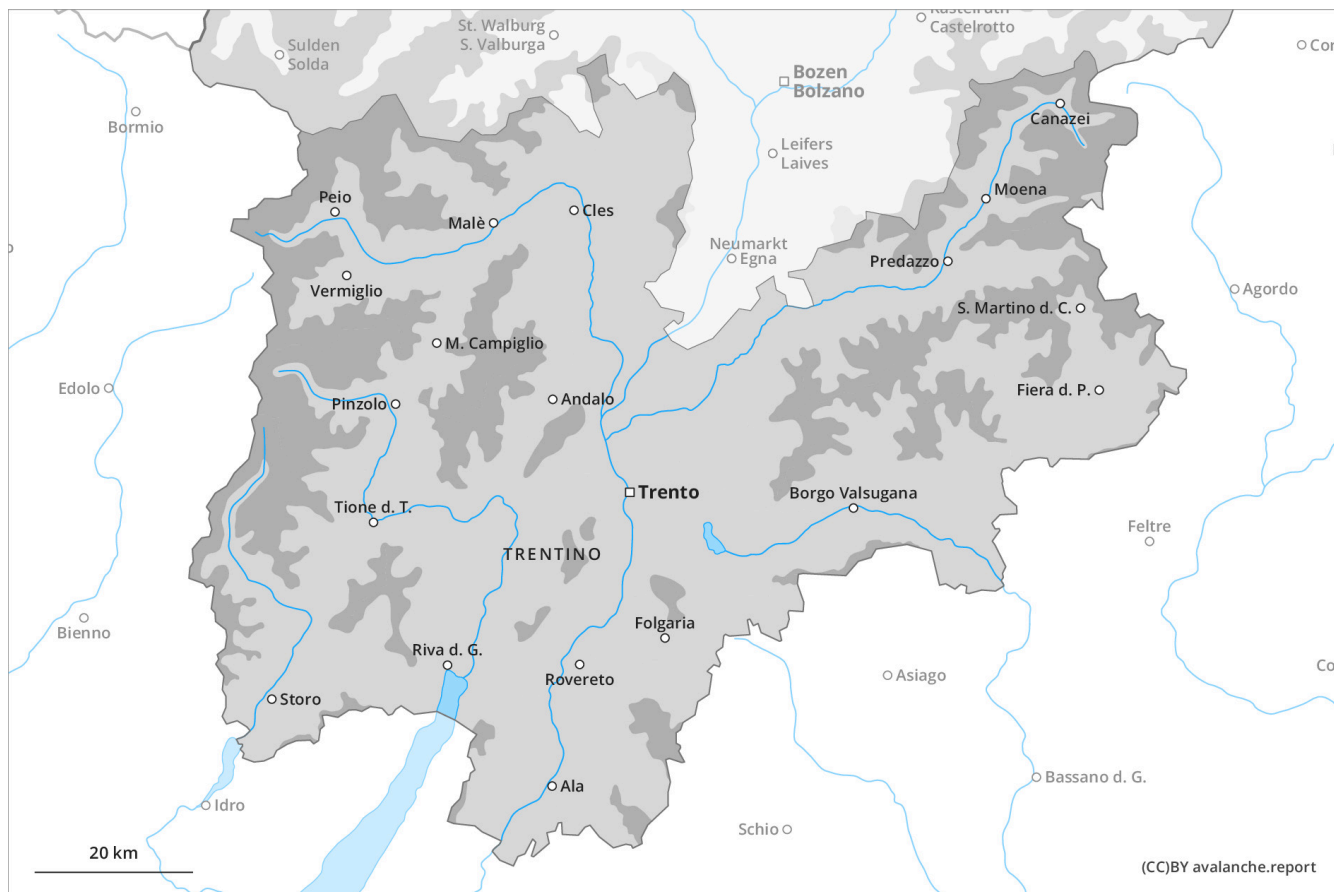 Kastelruth
Castelrotto
St. Walburg
S. Valburga
Sulden
Solda
Cor
Bozen
Bolzano
Bormio
Canazei
Leifers
Laives
Peio
Malè
Cles
Moena
Neumarkt
Egna
Predazzo
Vermiglio
Agordo
S. Martino d. C.
M. Campiglio
Edolo
Pinzolo
Andalo
Fiera d. P.
Trento
Borgo Valsugana
Tione d. T.
Feltre
TRENTINO
Bienno
Folgaria
Riva d. G.
Rovereto
Asiago
Co
Storo
Ala
Bassano d. G.
Idro
Schio
20 km
(CC)BY avalanche.report